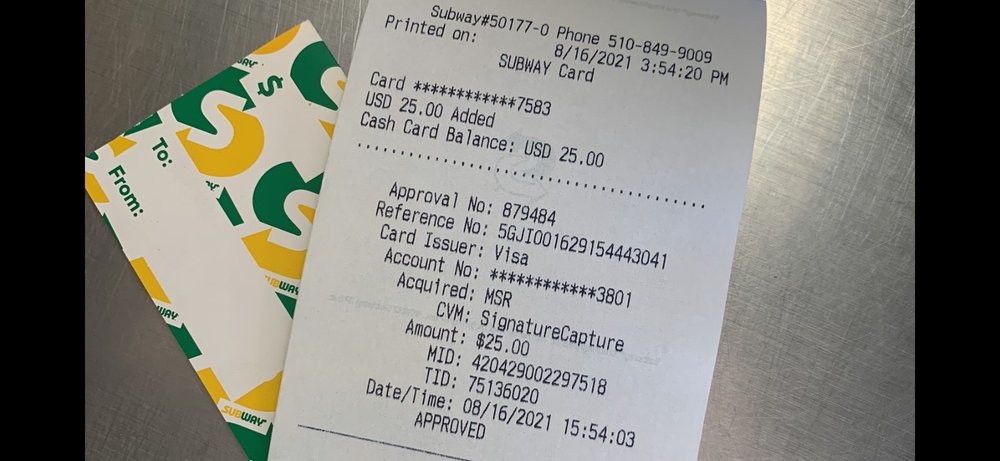 Subway#50177-0 Phone 510-849-9009
Printed on: 8/16/2021 3:54:20 PM
SUBWAY Card
Card ************7583
USD 25.00 Added
Cash Card Balance: USD 25.00
Approval No: 879484
Reference No: 5GJI001629154443041
Card Issuer: Visa
Account No: ************3801
Acquired: MSR
CVM: SignatureCapture
Amount: $25.00
MID: 420429002297518
TID: 75136020
Date/Time: 08/16/2021 15:54:03
APPROVED
To:
From:
$
SUBWAY
SUBWAY